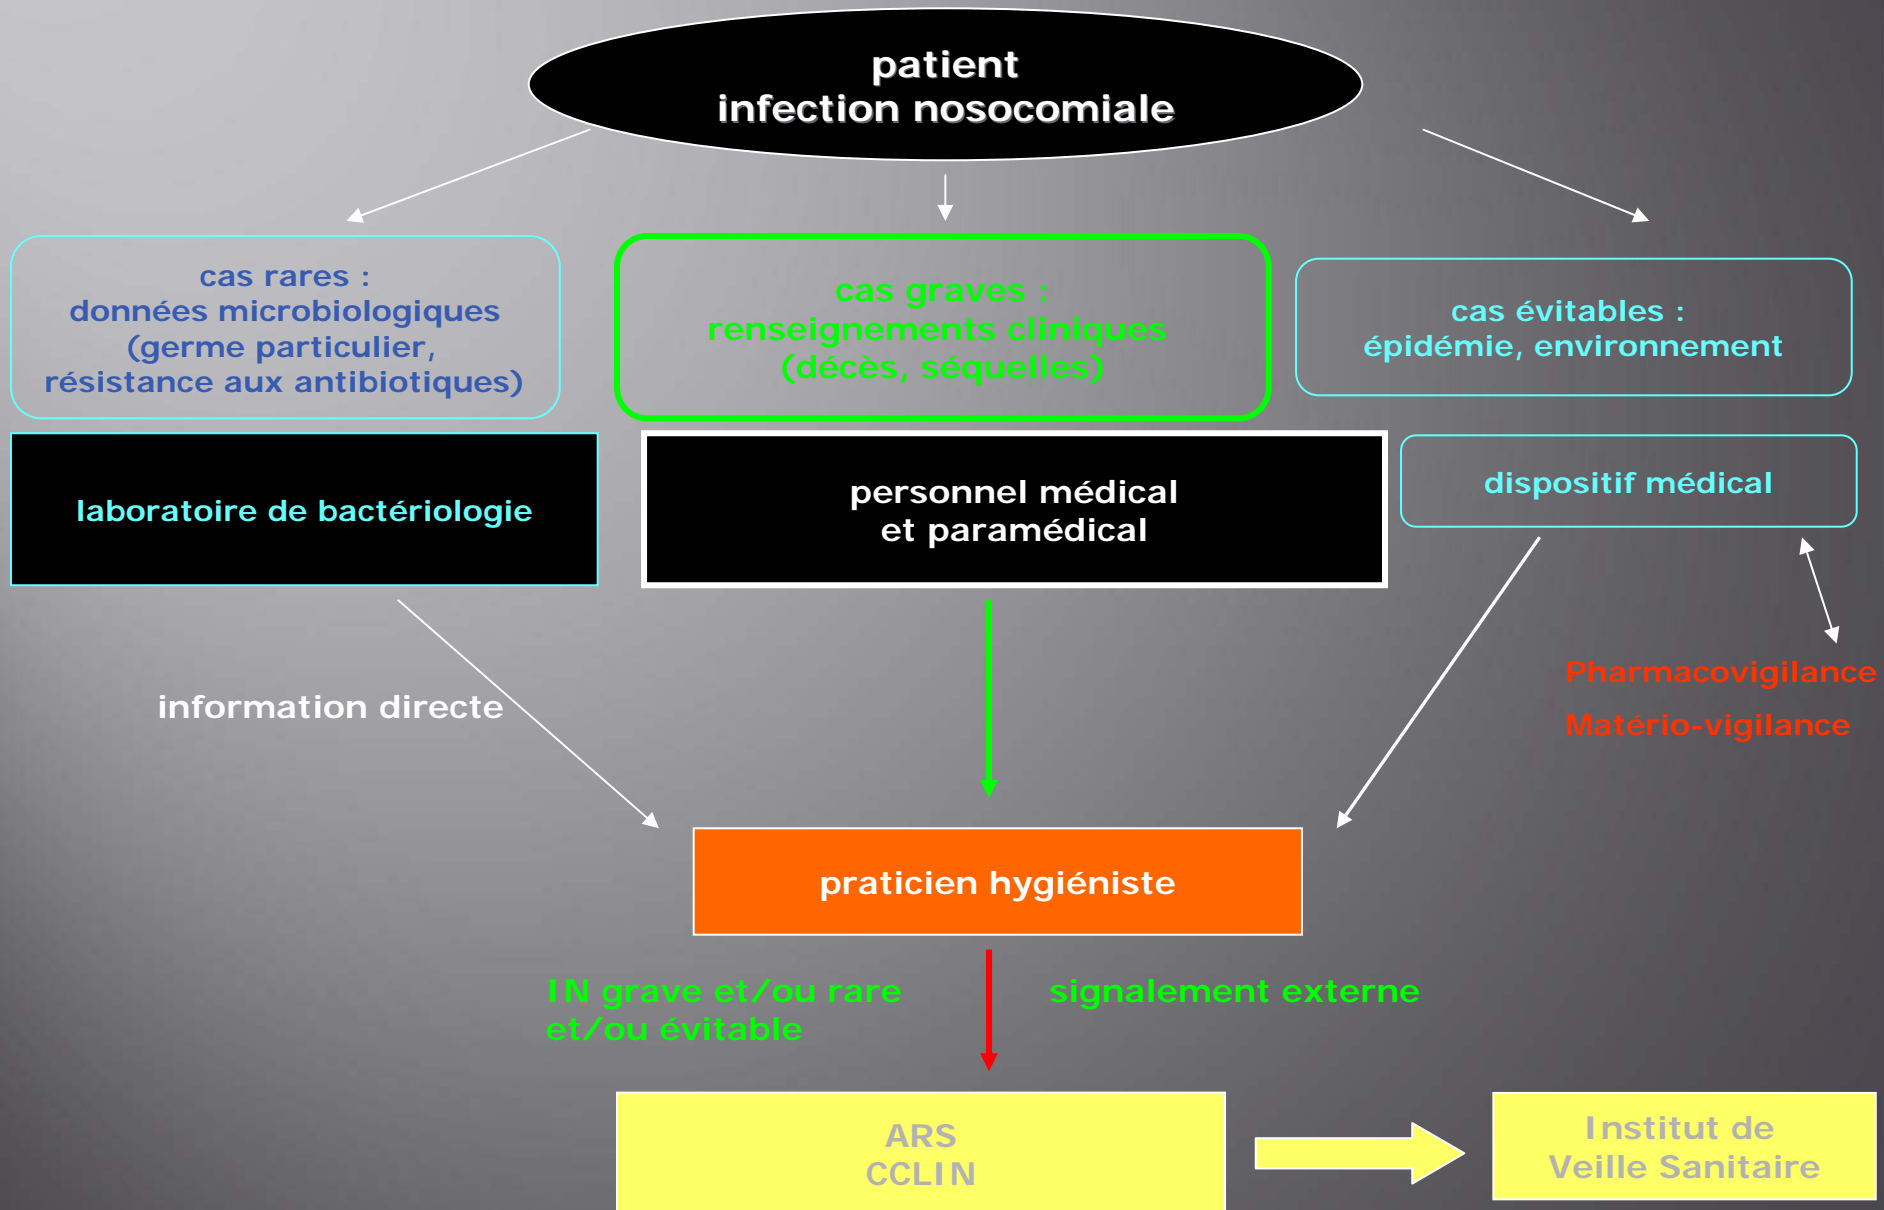 patient
infection nosocomiale
cas rares :
données microbiologiques
(germe particulier,
résistance aux antibiotiques)
cas graves :
renseignements cliniques
(décès, séquelles)
cas évitables :
épidémie, environnement
laboratoire de bactériologie
personnel médical
et paramédical
dispositif médical
information directe
Pharmacovigilance
Matério-vigilance
praticien hygiéniste
IN grave et/ou rare
et/ou évitable
signalement externe
ARS
CCLIN
Institut de
Veille Sanitaire